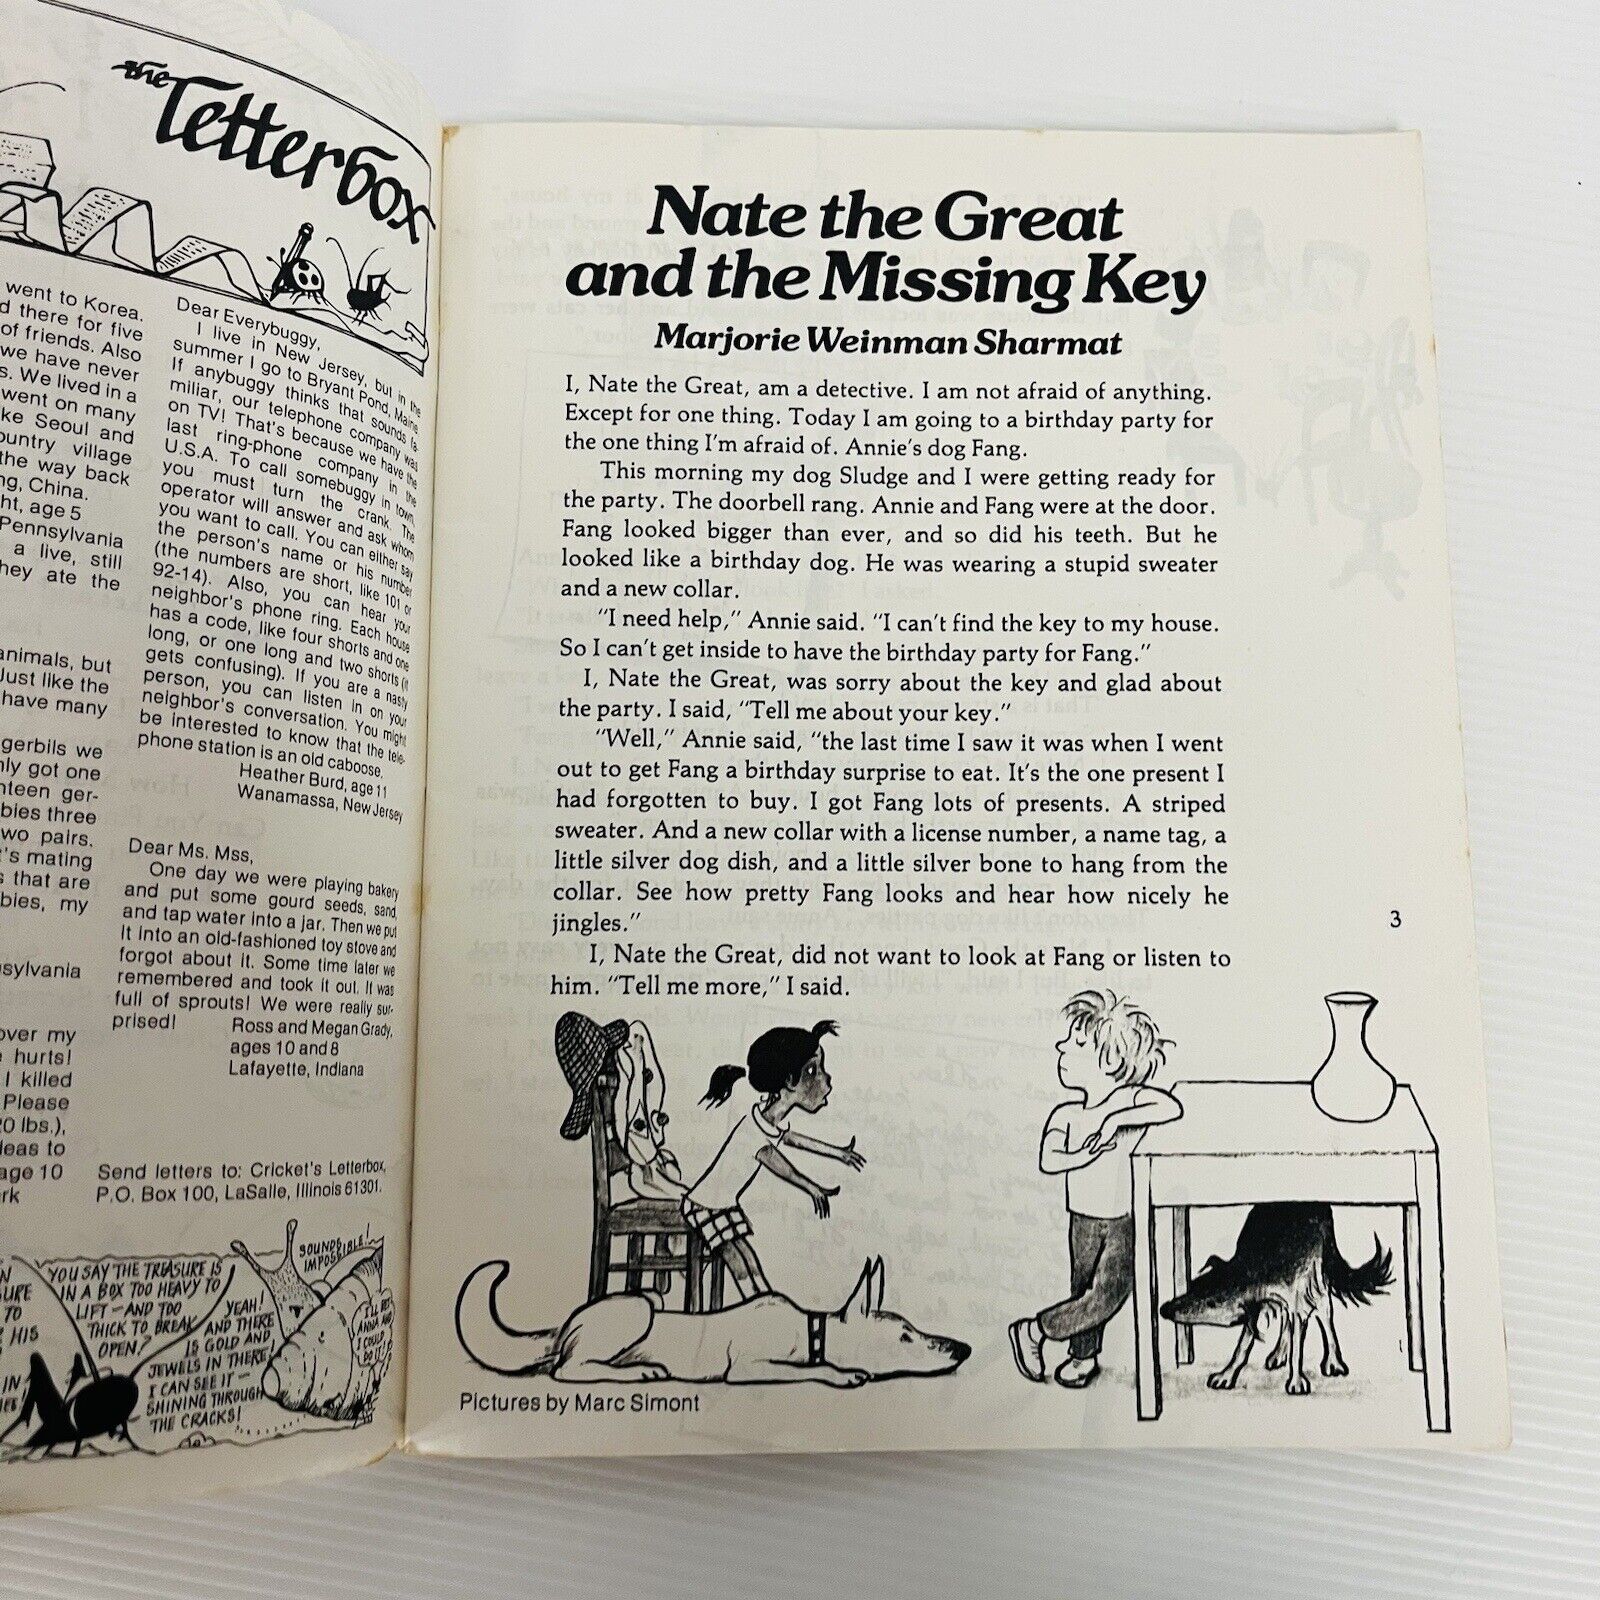 the Letterbox
went to Korea.
d there for five
of friends. Also
we have never
s. We lived in a
went on many
ke Seoul and
ountry village
the way back
ng, China.
ht, age 5
Pennsylvania
a live, still
hey ate the
animals, but
Just like the
have many
gerbils we
nly got one
nteen ger-
bies three
wo pairs.
t's mating
s that are
bies, my
sylvania
over my
e hurts!
I killed
Please
20 lbs.),
deas to
age 10
rk
Dear Everybuggy,
I live in New Jersey, but in the
summer I go to Bryant Pond, Maine
If anybuggy thinks that sounds fa-
miliar, our telephone company was
on TV! That's because we have the
last ring-phone company in the
U.S.A. To call somebuggy in town,
you must turn the crank. The
operator will answer and ask whom
you want to call. You can either say
the person's name or his number
(the numbers are short, like 101 or
92-14). Also, you can hear your
neighbor's phone ring. Each house
has a code, like four shorts and one
long, or one long and two shorts (it
gets confusing). If you are a nasty
person, you can listen in on your
neighbor's conversation. You might
be interested to know that the tele-
phone station is an old caboose.
Heather Burd, age 11
Wanamassa, New Jersey
Dear Ms. Mss,
One day we were playing bakery
and put some gourd seeds, sand,
and tap water into a jar. Then we put
it into an old-fashioned toy stove and
forgot about it. Some time later we
remembered and took it out. It was
full of sprouts! We were really sur-
prised!
Ross and Megan Grady,
ages 10 and 8
Lafayette, Indiana
Send letters to: Cricket's Letterbox,
P.O. Box 100, LaSalle, Illinois 61301.
YOU SAY THE TREASURE IS
IN A BOX TOO HEAVY TO
LIFT—AND TOO
THICK TO BREAK
OPEN?
YEAH!
AND THERE
IS GOLD AND
JEWELS IN THERE!
I CAN SEE IT—
SHINING THROUGH
THE CRACKS!
SOUNDS
IMPOSSIBLE!
I'LL BET
ANNA AND
I COULD
DO IT!
Nate the Great
and the Missing Key
Marjorie Weinman Sharmat
I, Nate the Great, am a detective. I am not afraid of anything.
Except for one thing. Today I am going to a birthday party for
the one thing I'm afraid of. Annie's dog Fang.
This morning my dog Sludge and I were getting ready for
the party. The doorbell rang. Annie and Fang were at the door.
Fang looked bigger than ever, and so did his teeth. But he
looked like a birthday dog. He was wearing a stupid sweater
and a new collar.
"I need help," Annie said. "I can't find the key to my house.
So I can't get inside to have the birthday party for Fang."
I, Nate the Great, was sorry about the key and glad about
the party. I said, "Tell me about your key."
"Well," Annie said, "the last time I saw it was when I went
out to get Fang a birthday surprise to eat. It's the one present I
had forgotten to buy. I got Fang lots of presents. A striped
sweater. And a new collar with a license number, a name tag, a
little silver dog dish, and a little silver bone to hang from the
collar. See how pretty Fang looks and hear how nicely he
jingles."
I, Nate the Great, did not want to look at Fang or listen to
him. "Tell me more," I said.
3
Pictures by Marc Simont